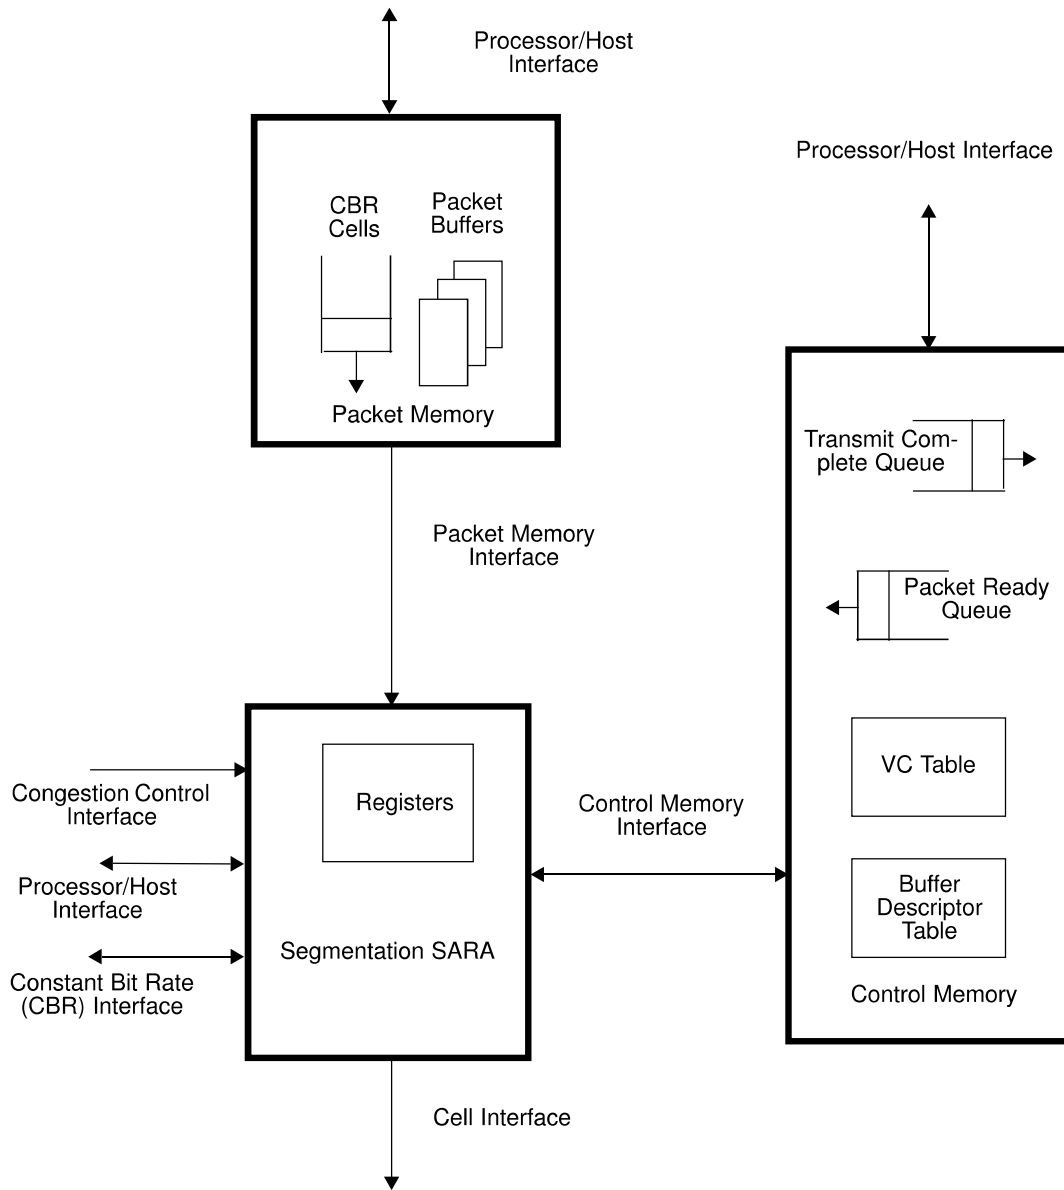 Processor/Host
Interface
Processor/Host Interface
CBR
Cells
Packet
Buffers
Packet Memory
Transmit Com-
plete Queue
Packet Memory
Interface
Packet Ready
Queue
VC Table
Congestion Control
Interface
Registers
Control Memory
Interface
Processor/Host
Interface
Buffer
Descriptor
Table
Segmentation SARA
Constant Bit Rate
(CBR) Interface
Control Memory
Cell Interface